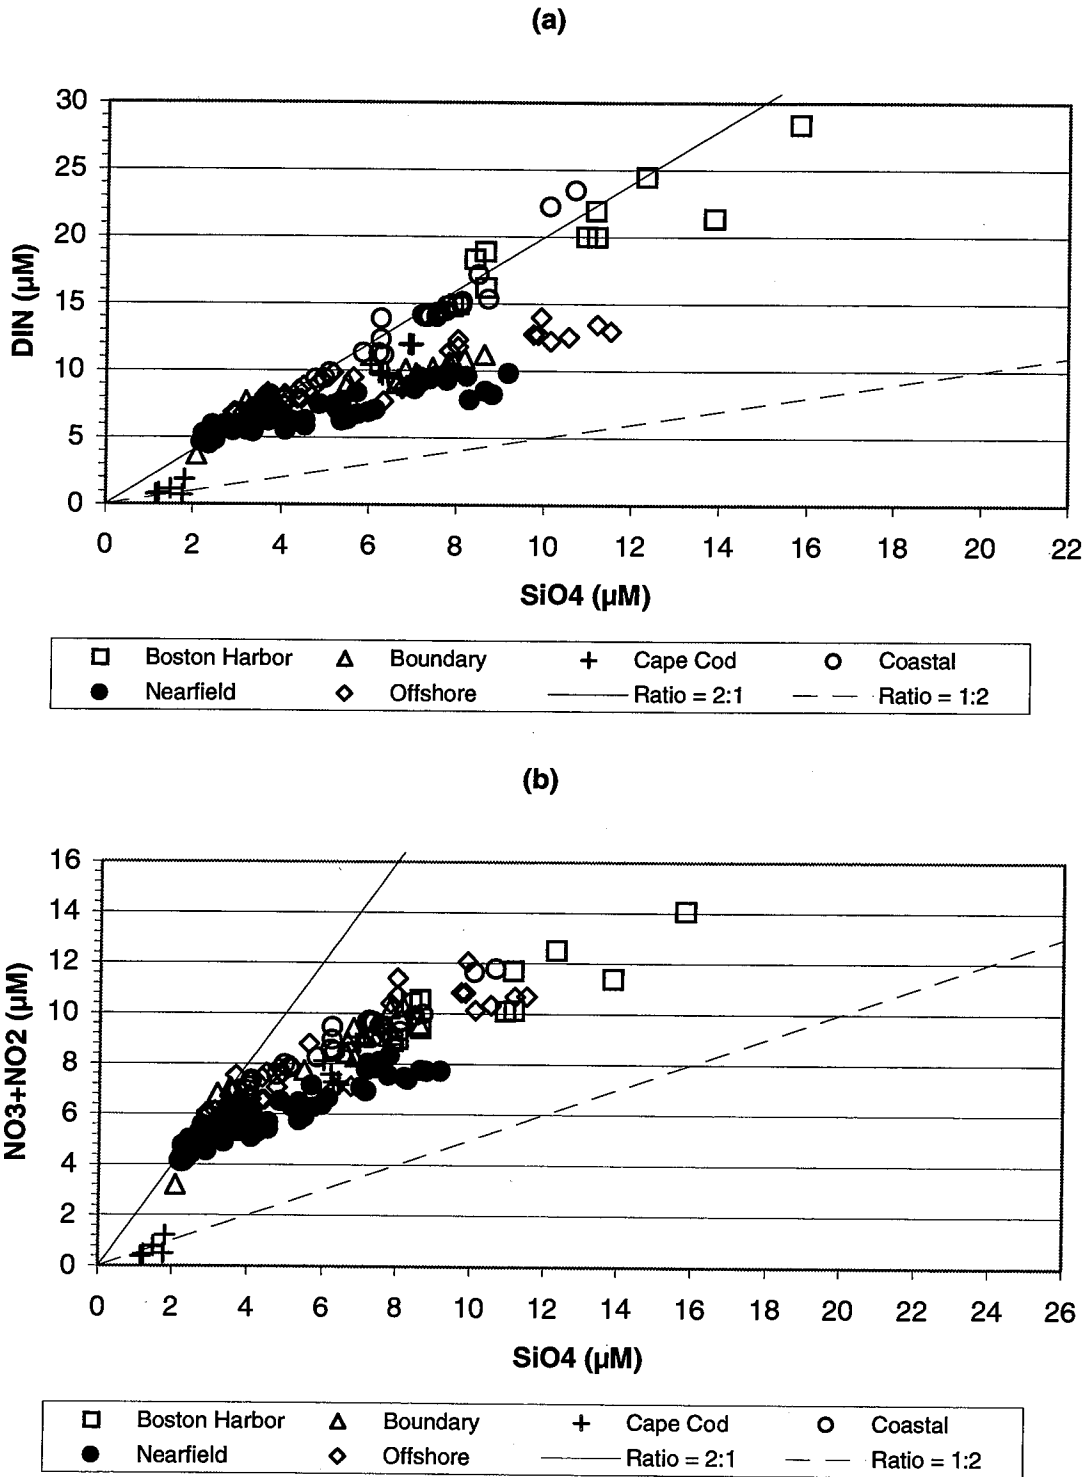 (a)
30
25
20
15
10
5
0
DIN (µM)
0 2 4 6 8 10 12 14 16 18 20 22
SiO4 (µM)
Boston Harbor Boundary Cape Cod Coastal
Nearfield Offshore Ratio = 2:1 Ratio = 1:2
(b)
16
14
12
10
8
6
4
2
0
NO3+NO2 (µM)
0 2 4 6 8 10 12 14 16 18 20 22 24 26
SiO4 (µM)
Boston Harbor Boundary Cape Cod Coastal
Nearfield Offshore Ratio = 2:1 Ratio = 1:2